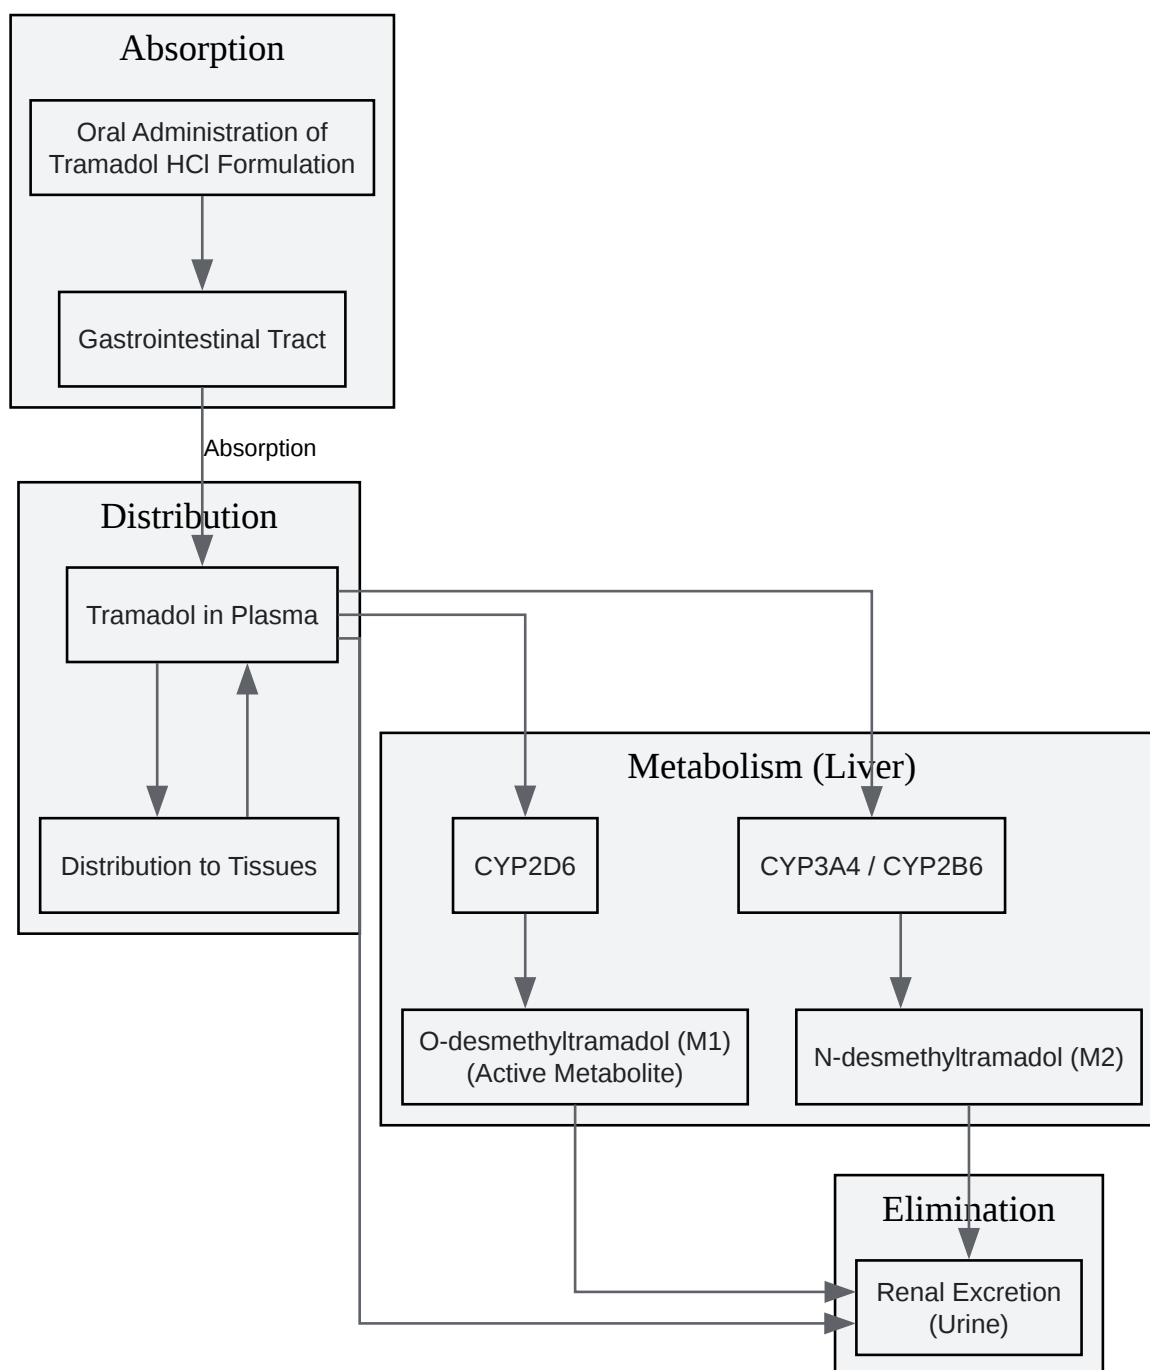 Absorption
Oral Administration of
Tramadol HCl Formulation
Gastrointestinal Tract
Absorption
Distribution
Tramadol in Plasma
Distribution to Tissues
Metabolism (Liver)
CYP2D6
CYP3A4 / CYP2B6
O-desmethyltramadol (M1)
(Active Metabolite)
N-desmethyltramadol (M2)
Elimination
Renal Excretion
(Urine)